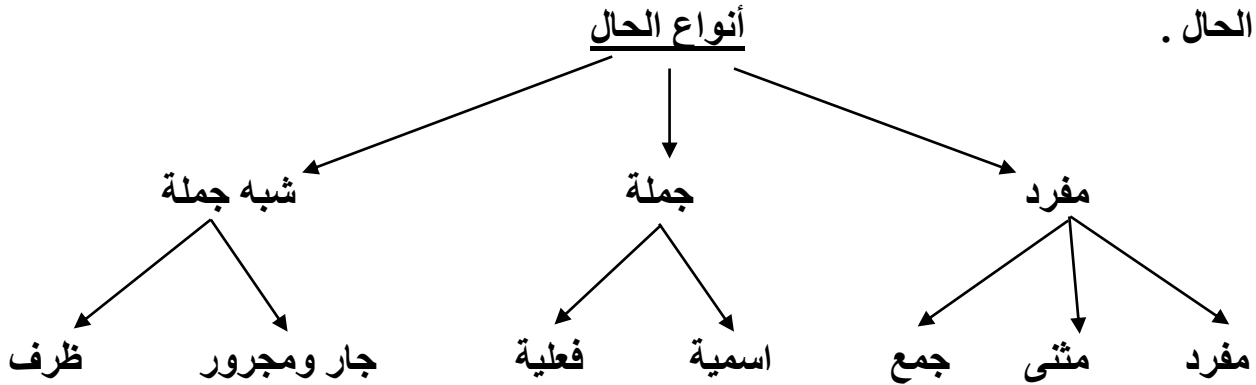 الحال .
أنواع الحال
مفرد جملة شبه جملة
مفرد مثنى جمع اسمية فعلية جار ومجرور ظرف